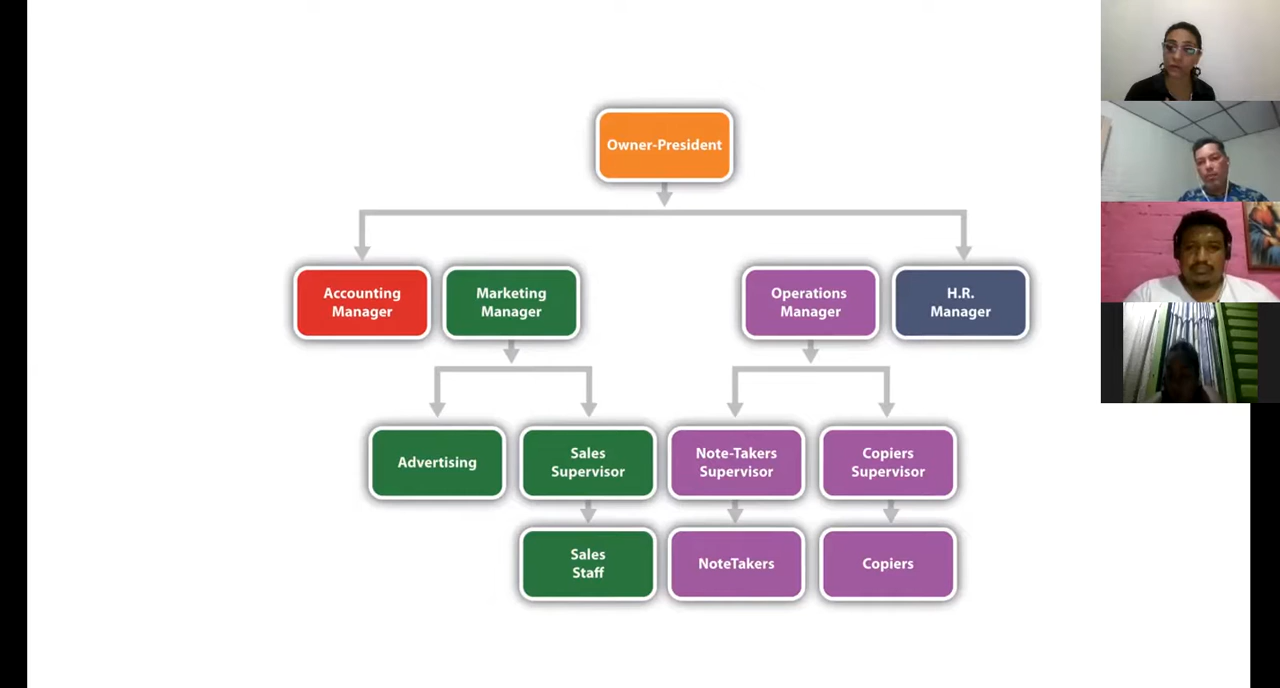 Owner-President
Accounting
Manager
Marketing
Manager
Operations
Manager
H.R.
Manager
Advertising
Sales
Supervisor
Note-Takers
Supervisor
Copiers
Supervisor
Sales
Staff
NoteTakers
Copiers